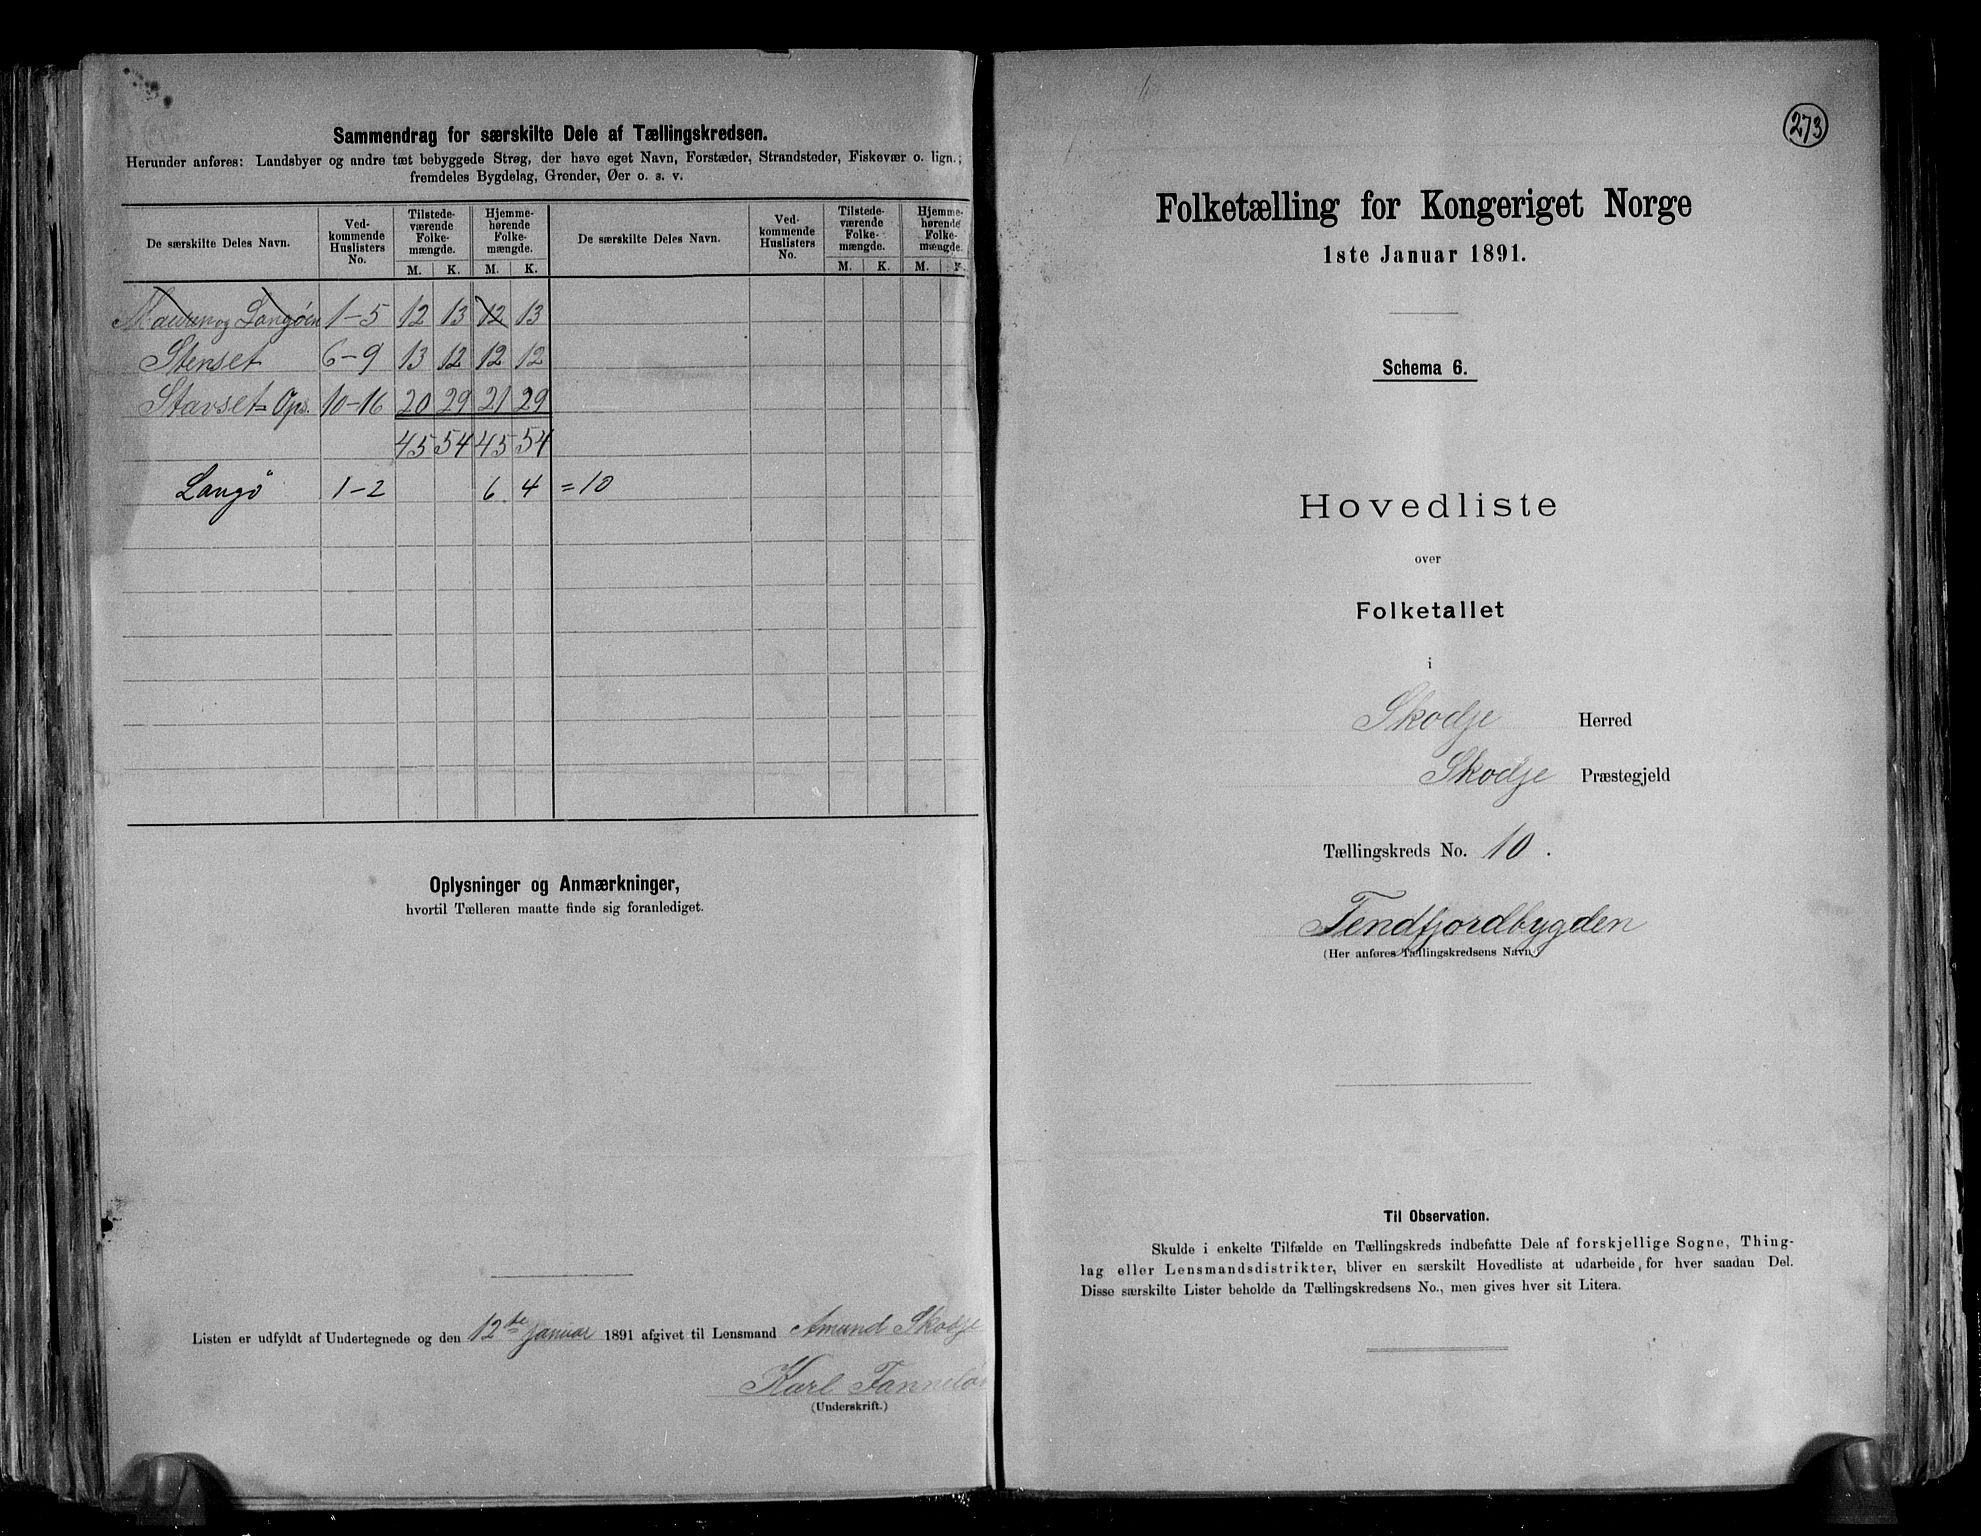 Sammendrag for særskilte Dele af Tællingskredsen.
Herunder anføres: Landsbyer og andre tæt bebyggede Strøg, der have eget Navn, Forstæder, Strandsteder, Fiskevær o. lign.;
fremdeles Bygdelag, Grender, Øer o. s. v.
De særskilte Deles Navn. Ved-kommende Huslisters No. Tilstede-værende Folke-mængde. Hjemme-hørende Folke-mængde. De særskilte Deles Navn. Ved-kommende Huslisters No. Tilstede-værende Folke-mængde. Hjemme-hørende Folke-mængde.
M. K. M. K. M. K. M. K.
Mauren og Langøen 1-5 12 13 12 13
Stenset 6-9 13 12 12 12
Stavset Ops. 10-16 20 29 21 29
45 54 45 54
Langø 1-2 6 4 =10
Oplysninger og Anmærkninger,
hvortil Tælleren maatte finde sig foranlediget.
Listen er udfyldt af Undertegnede og den 12te januar 1891 afgivet til Lensmand Amund Skodje
Karl
(Underskrift.)
273
Folketælling for Kongeriget Norge
1ste Januar 1891.
Schema 6.
Hovedliste
over
Folketallet
i
Skodje Herred
Skodje Præstegjeld
Tællingskreds No. 10.
Tendfjordbygden
(Her anføres Tællingskredsens Navn)
Til Observation.
Skulde i enkelte Tilfælde en Tællingskreds indbefatte Dele af forskjellige Sogne, Thing-
lag eller Lensmandsdistrikter, bliver en særskilt Hovedliste at udarbeide for hver saadan Del.
Disse særskilte Lister beholde da Tællingskredsens No., men gives hver sit Litera.